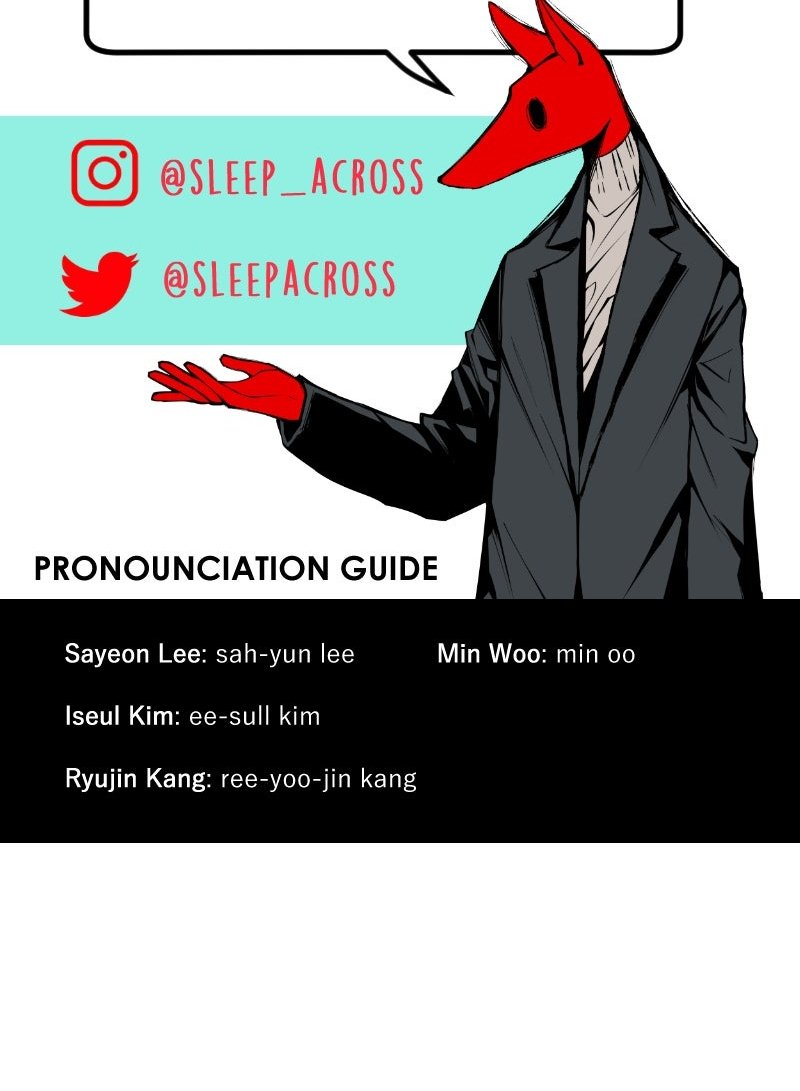 @SLEEP_ACROSS
@SLEEPACROSS
PRONOUNCIATION GUIDE
Sayeon Lee: sah-yun lee
Min Woo: min oo
Iseul Kim: ee-sull kim
Ryujin Kang: ree-yoo-jin kang